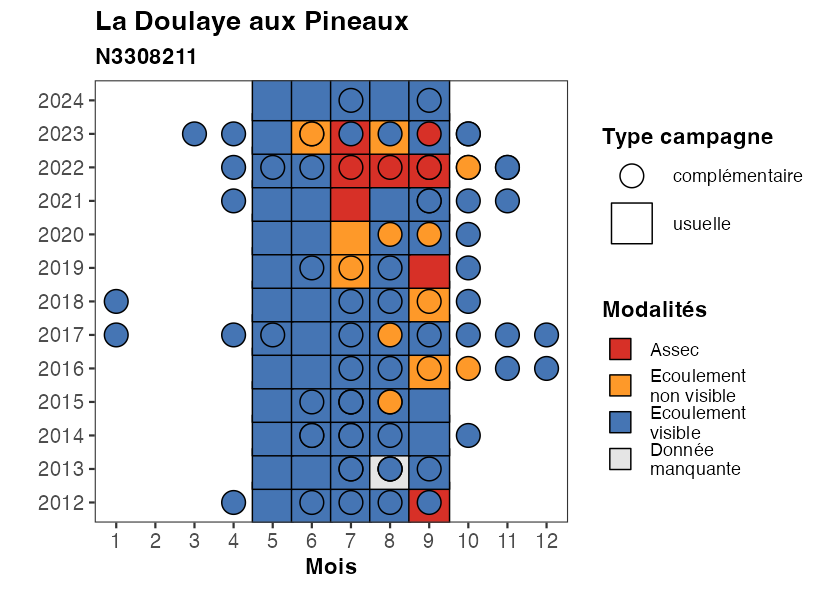 La Doulaye aux Pineaux
N3308211
2024
2023
2022
2021
2020
2019
2018
2017
2016
2015
2014
2013
2012
1 2 3 4 5 6 7 8 9 10 11 12
Mois
Type campagne
complémentaire
usuelle
Modalités
Assec
Ecoulement
non visible
Ecoulement
visible
Donnée
manquante